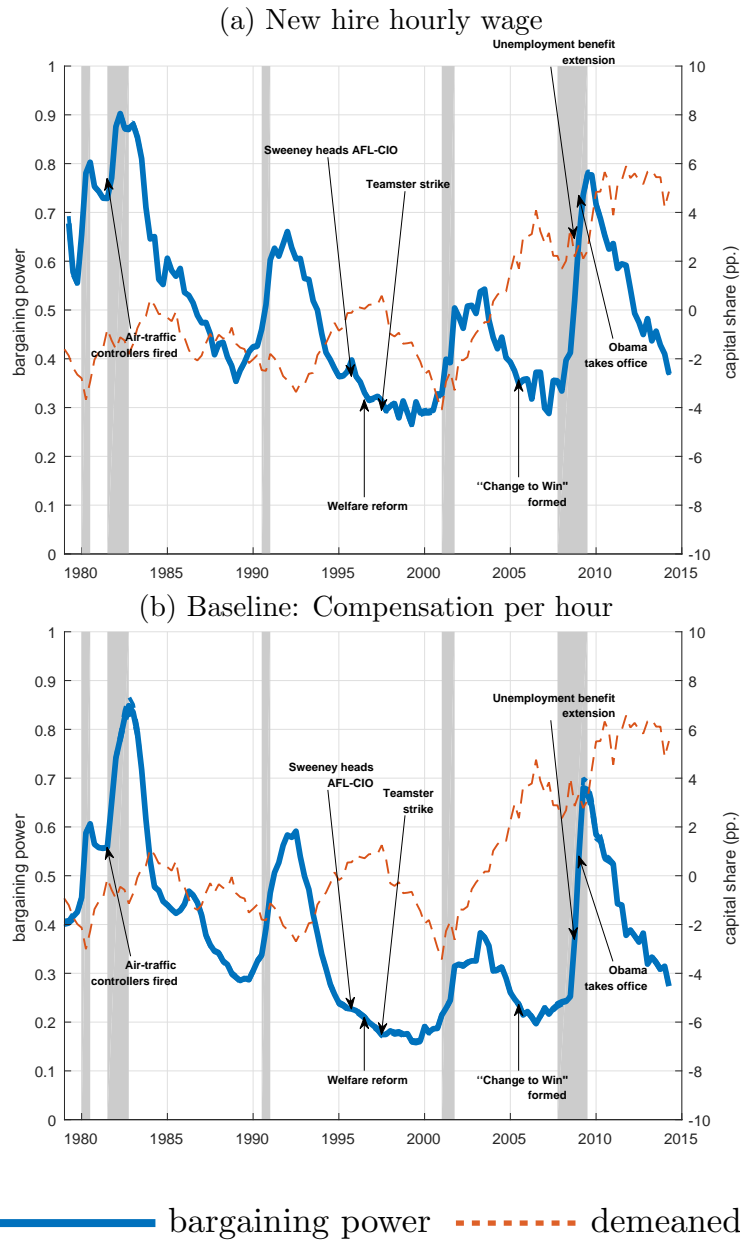 (a) New hire hourly wage
Unemployment benefit
extension
1
0.9
0.8
0.7
0.6
0.5
0.4
0.3
0.2
0.1
0
bargaining power
10
8
6
4
2
0
-2
-4
-6
-8
-10
capital share (pp.)
Sweeney heads AFL-CIO
Teamster strike
Air-traffic
controllers fired
Obama
takes office
Welfare reform
"Change to Win"
formed
1980
1985
1990
1995
2000
2005
2010
2015
(b) Baseline: Compensation per hour
1
0.9
0.8
0.7
0.6
0.5
0.4
0.3
0.2
0.1
0
bargaining power
10
8
6
4
2
0
-2
-4
-6
-8
-10
capital share (pp.)
Unemployment benefit
extension
Sweeney heads
AFL-CIO
Teamster
strike
Air-traffic
controllers fired
Obama
takes office
Welfare reform
"Change to Win"
formed
1980
1985
1990
1995
2000
2005
2010
2015
bargaining power
demeaned